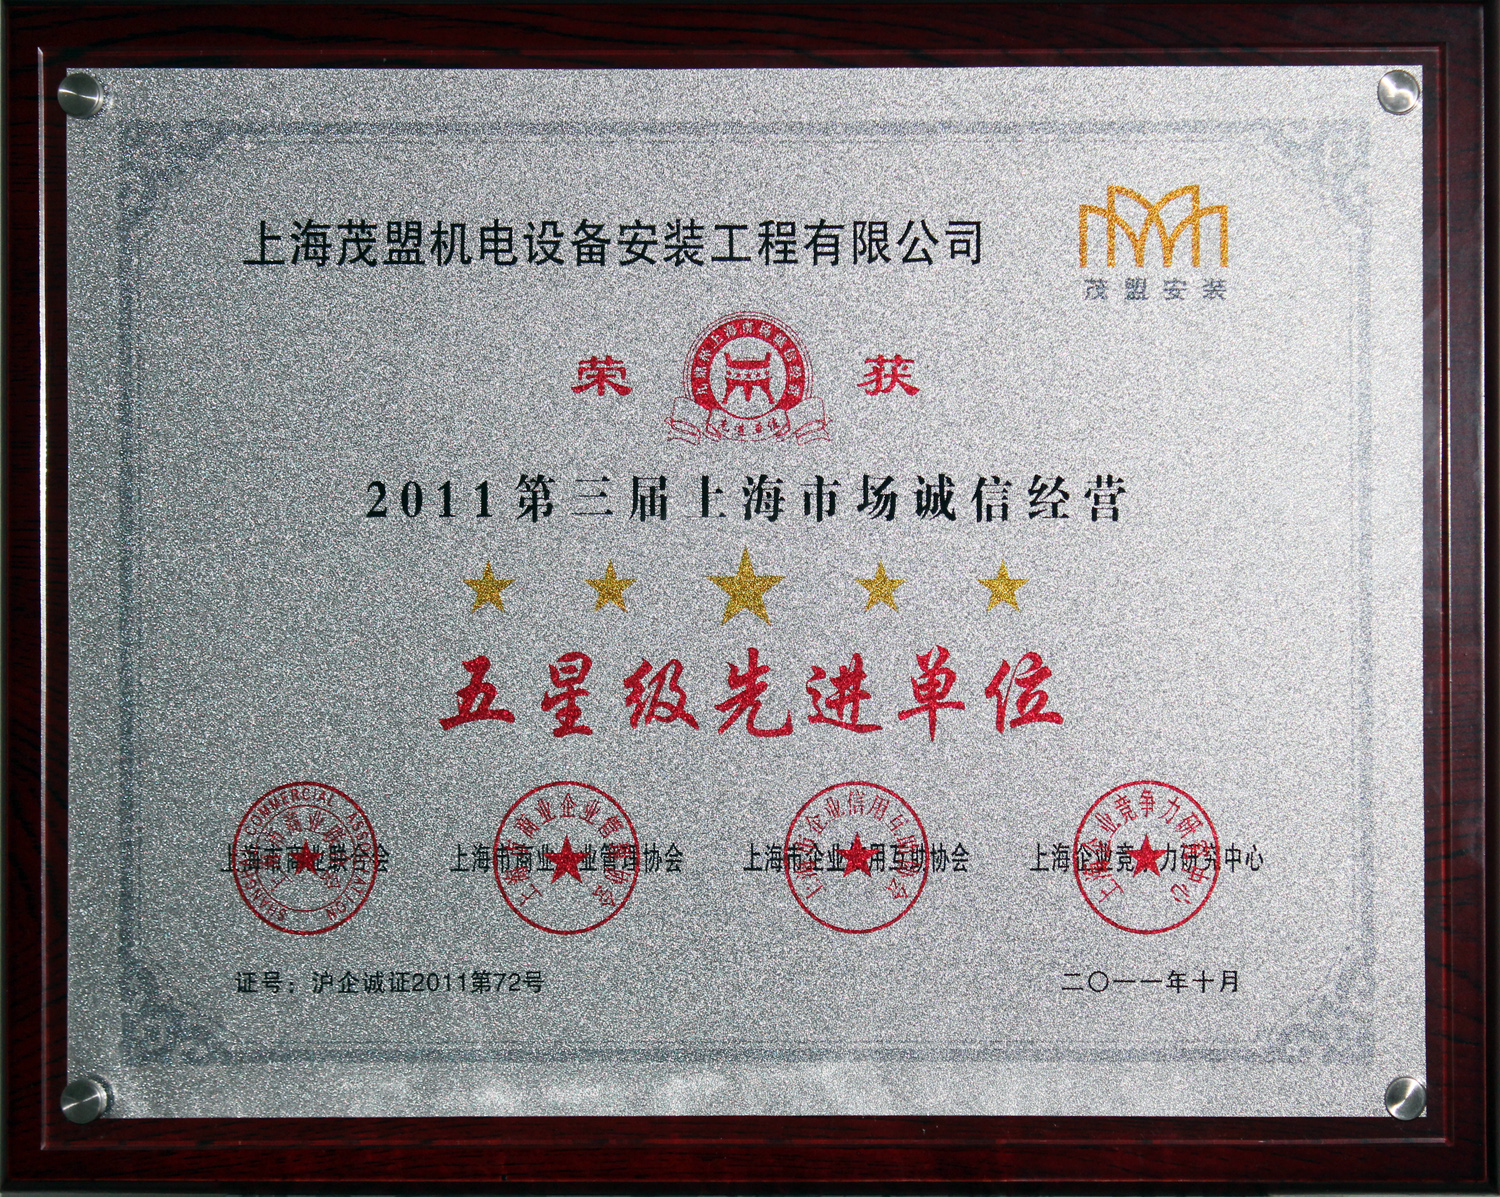 上海茂盟机电设备安装工程有限公司
茂盟安装
荣 获
2011第三届上海市场诚信经营
五星级先进单位
上海市商业联合会 上海市商业企业管理协会 上海市企业信用互助协会 上海企业竞争力研究中心
证号：沪企诚证2011第72号
二〇一一年十月